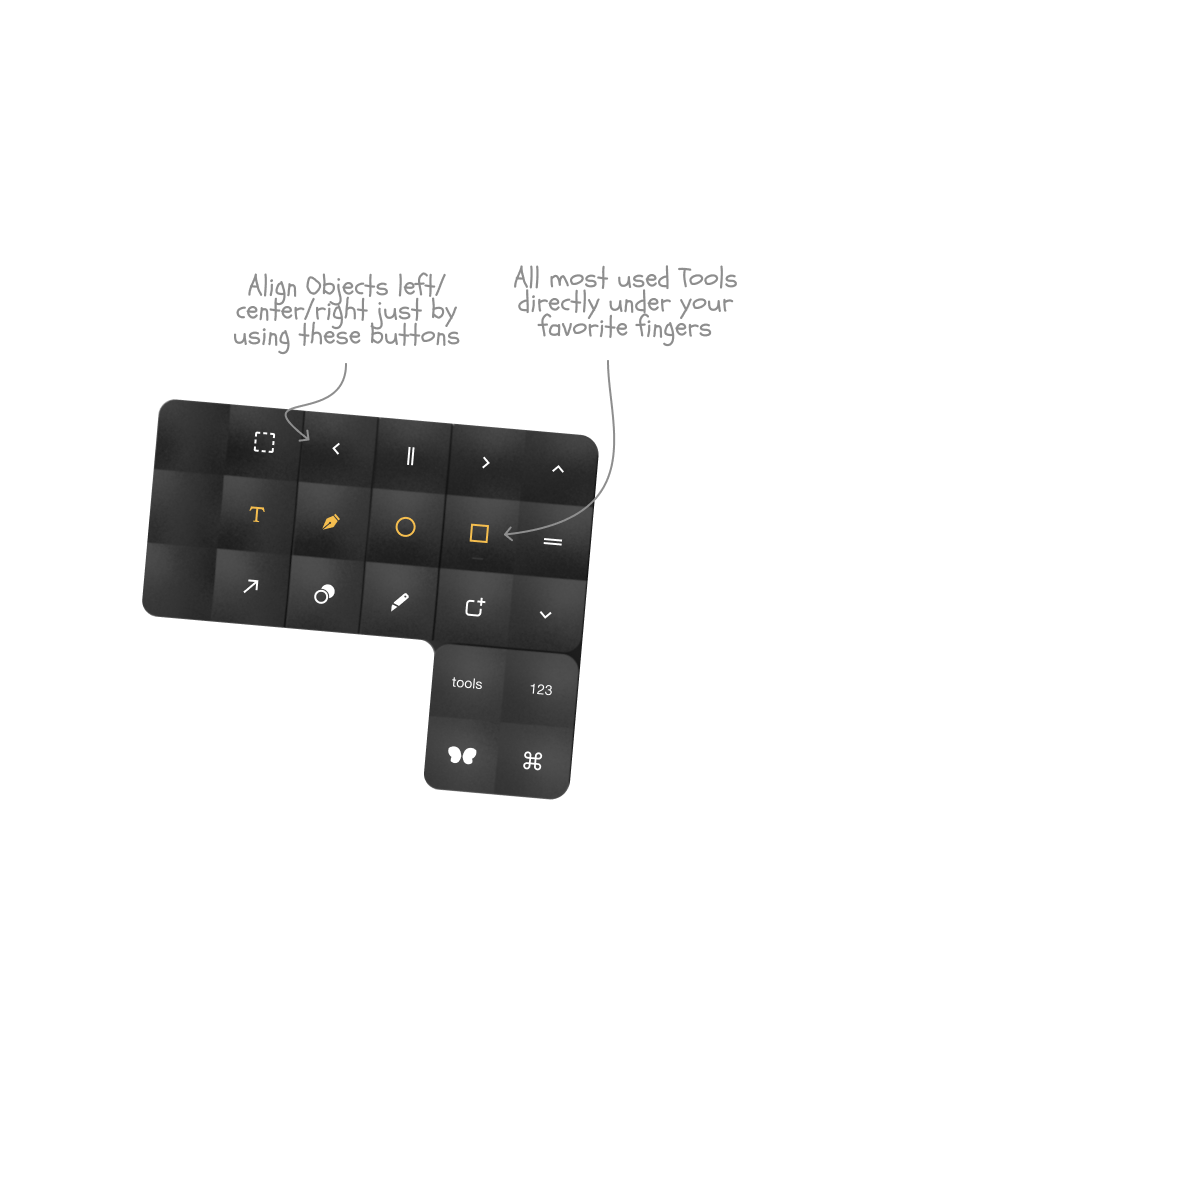 Align Objects left/
center/right just by
using these buttons
All most used Tools
directly under your
favorite fingers
T
tools 123